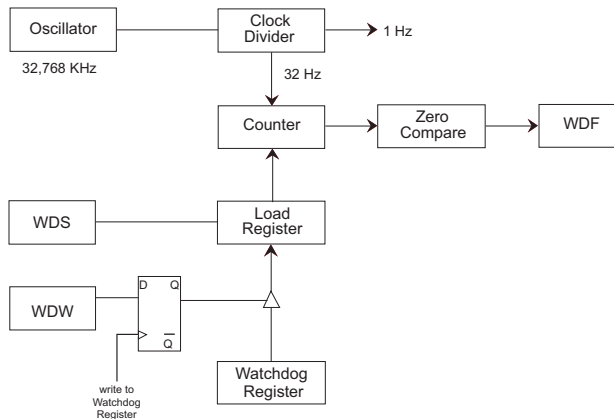 Oscillator
Clock
Divider
1 Hz
32,768 KHz
32 Hz
Counter
Zero
Compare
WDF
WDS
Load
Register
D Q
WDW
Q
Watchdog
Register
write to
Watchdog
Register